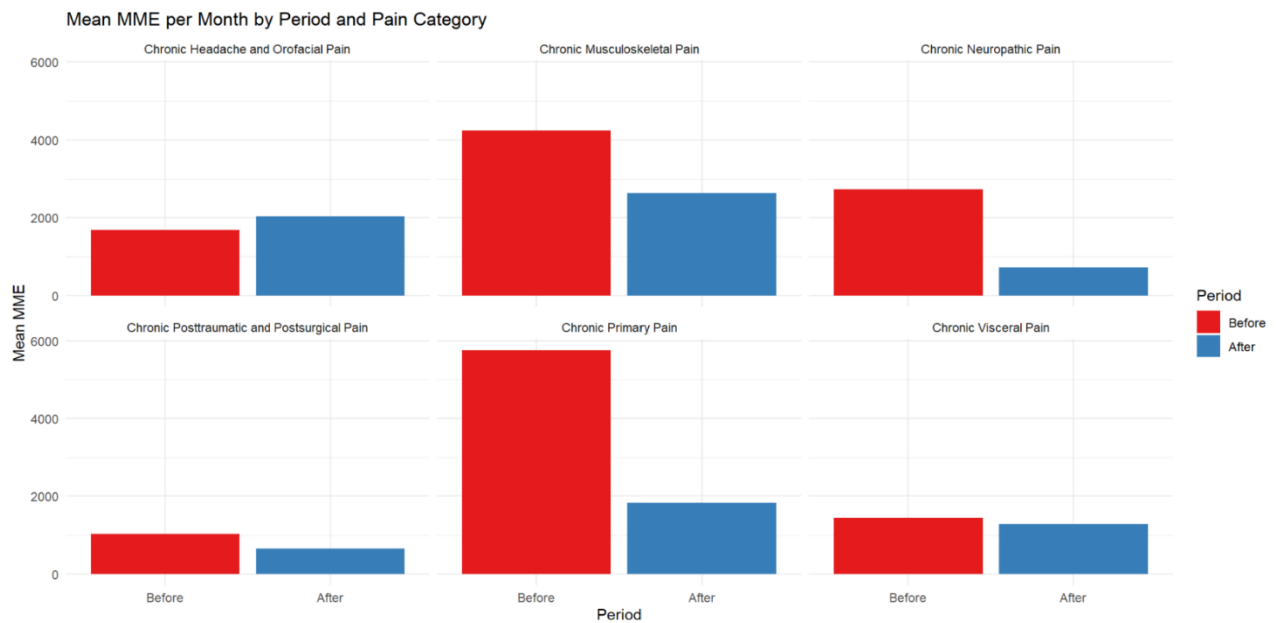 Mean MME per Month by Period and Pain Category
Chronic Headache and Orofacial Pain
Chronic Musculoskeletal Pain
Chronic Neuropathic Pain
6000
4000
2000
0
Chronic Posttraumatic and Postsurgical Pain
Chronic Primary Pain
Chronic Visceral Pain
6000
4000
2000
0
Mean MME
Before
After
Before
After
Before
After
Period
Period
Before
After